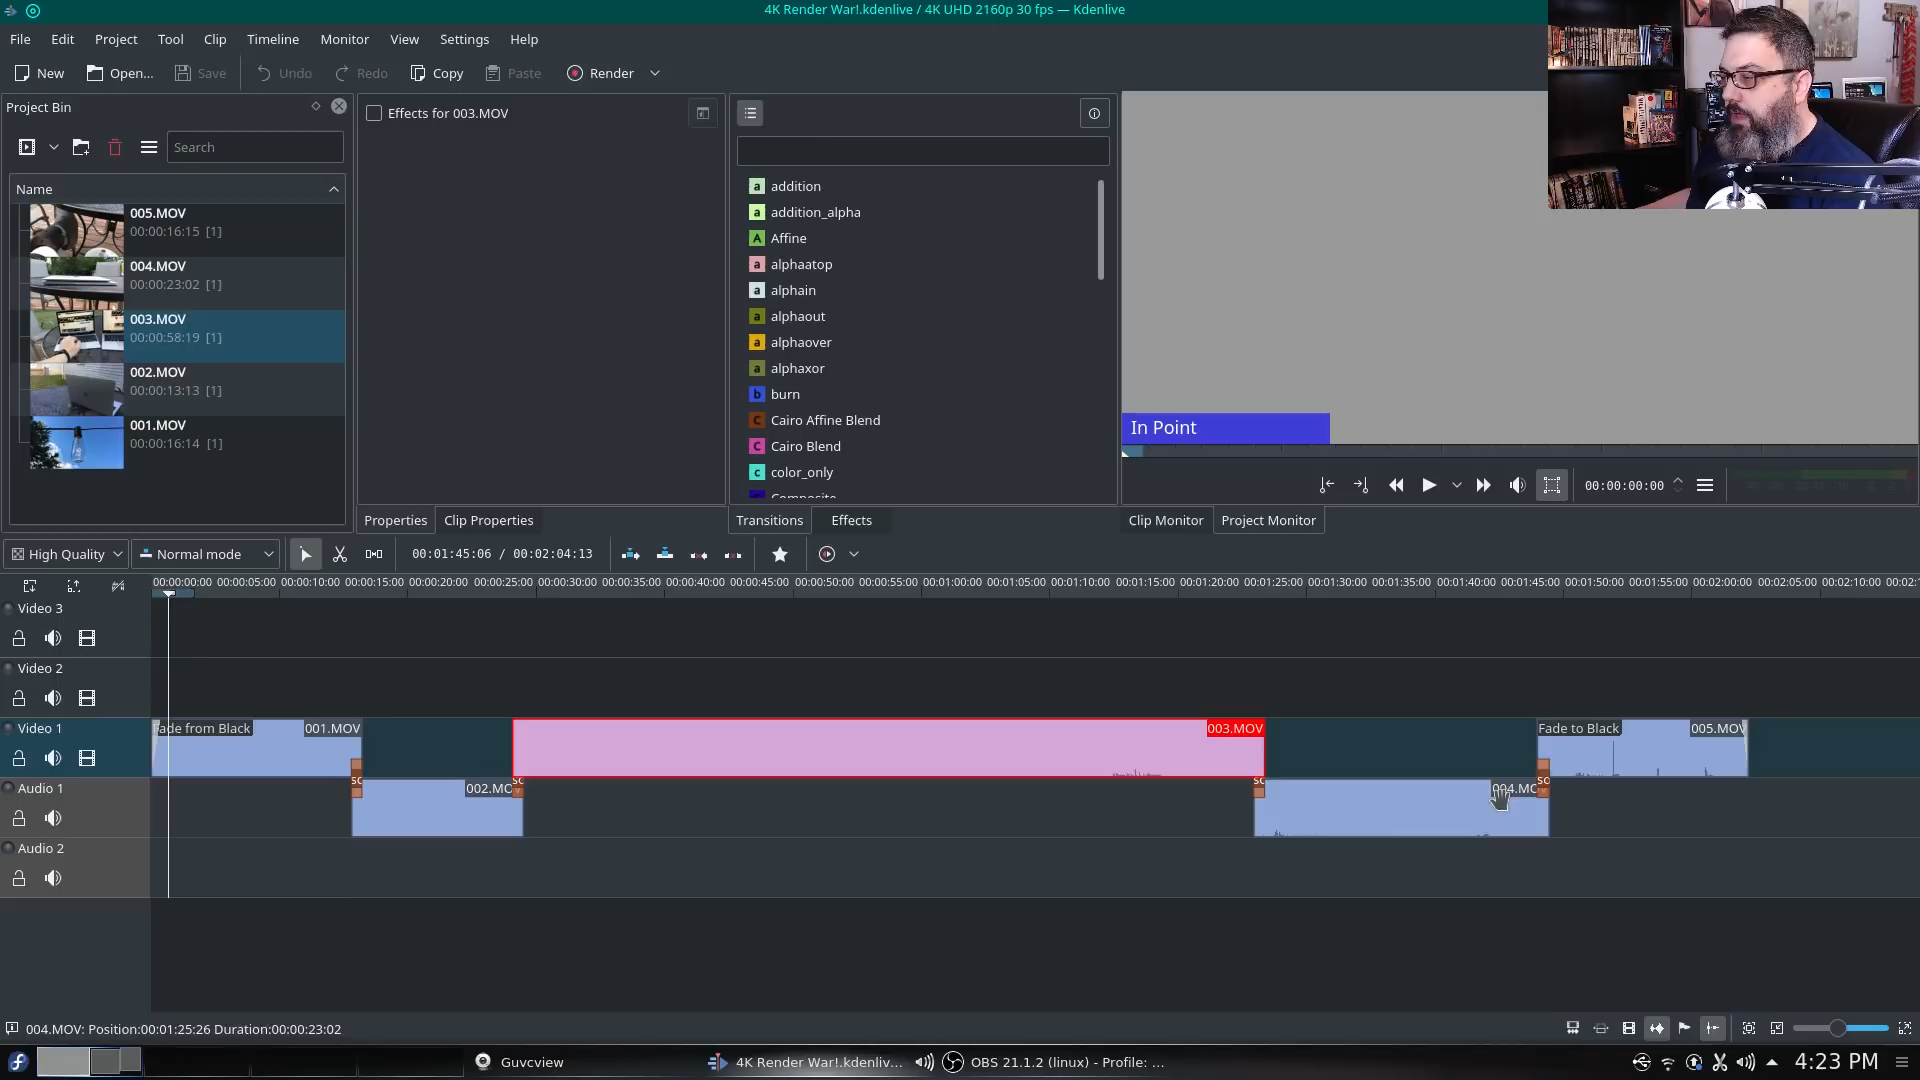 4K Render War!.kdenlive / 4K UHD 2160p 30 fps — Kdenlive
File Edit Project Tool Clip Timeline Monitor View Settings Help
New Open... Save Undo Redo Copy Paste Render
Project Bin
Search
Name
005.MOV
00:00:16:15 [1]
004.MOV
00:00:23:02 [1]
003.MOV
00:00:58:19 [1]
002.MOV
00:00:13:13 [1]
001.MOV
00:00:16:14 [1]
Effects for 003.MOV
Properties Clip Properties
a addition
a addition_alpha
A Affine
a alphaatop
a alphain
a alphaout
a alphaover
a alphaxor
b burn
C Cairo Affine Blend
C Cairo Blend
c color_only
Composite
Transitions Effects
In Point
00:00:00:00
Clip Monitor Project Monitor
High Quality Normal mode 00:01:45:06 / 00:02:04:13
00:00:00:00 00:00:05:00 00:00:10:00 00:00:15:00 00:00:20:00 00:00:25:00 00:00:30:00 00:00:35:00 00:00:40:00 00:00:45:00 00:00:50:00 00:00:55:00 00:01:00:00 00:01:05:00 00:01:10:00 00:01:15:00 00:01:20:00 00:01:25:00 00:01:30:00 00:01:35:00 00:01:40:00 00:01:45:00 00:01:50:00 00:01:55:00 00:02:00:00 00:02:05:00 00:02:10:00 00:02:1
Video 3
Video 2
Video 1
Fade from Black 001.MOV 003.MOV Fade to Black 005.MOV
Audio 1
002.MO 004.MO
Audio 2
004.MOV: Position:00:01:25:26 Duration:00:00:23:02
Guvcview 4K Render War!.kdenliv... OBS 21.1.2 (linux) - Profile: ... 4:23 PM